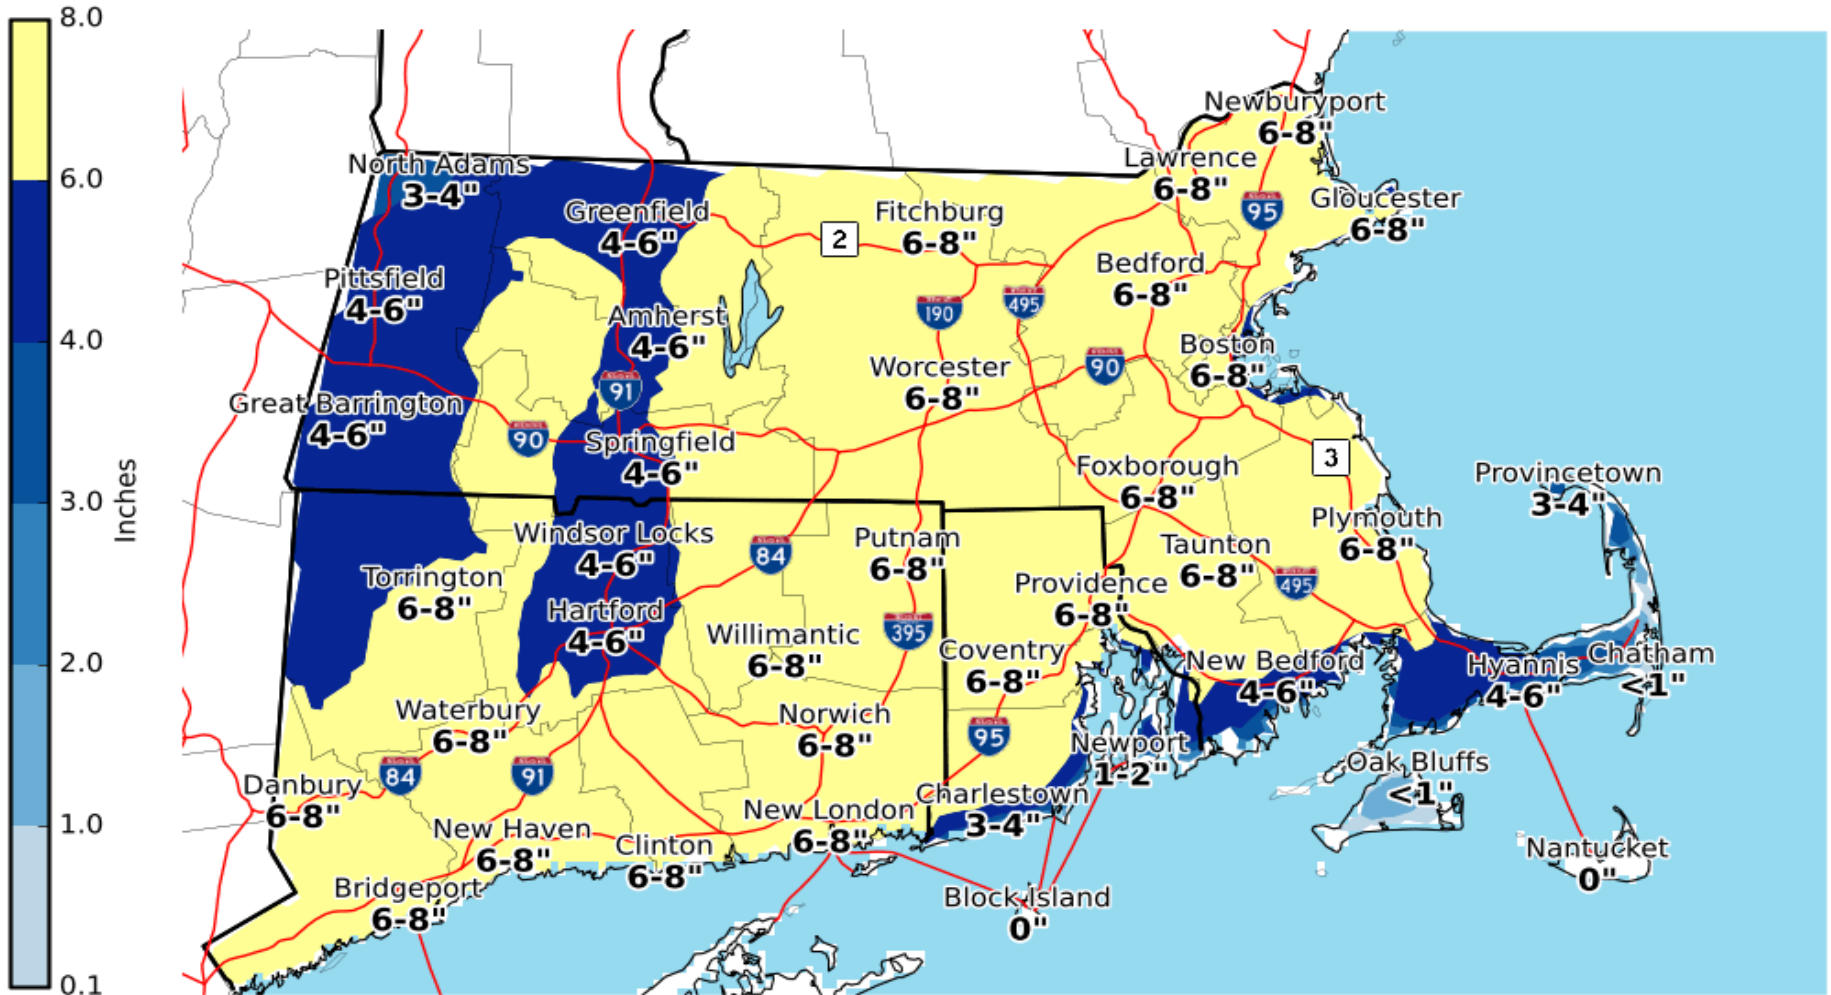 8.0
6.0
4.0
3.0
2.0
1.0
0.1
Inches
Newburyport
6-8"
North Adams
3-4"
Lawrence
6-8"
95
Gloucester
6-8"
Greenfield
4-6"
2
Fitchburg
6-8"
Bedford
6-8"
Pittsfield
4-6"
190
495
Amherst
4-6"
Boston
6-8"
Worcester
6-8"
90
91
Great Barrington
4-6"
90
Springfield
4-6"
3
Foxborough
6-8"
Provincetown
3-4"
Windsor Locks
4-6"
84
Putnam
6-8"
Plymouth
6-8"
Taunton
6-8"
495
Torrington
6-8"
Providence
6-8"
Hartford
4-6"
395
Willimantic
6-8"
Coventry
6-8"
New Bedford
4-6"
Hyannis
4-6"
Chatham
<1"
Waterbury
6-8"
Norwich
6-8"
95
Newport
1-2"
Oak Bluffs
<1"
Danbury
6-8"
84
91
Charlestown
3-4"
New London
6-8"
New Haven
6-8"
Clinton
6-8"
Nantucket
0"
Bridgeport
6-8"
Block Island
0"